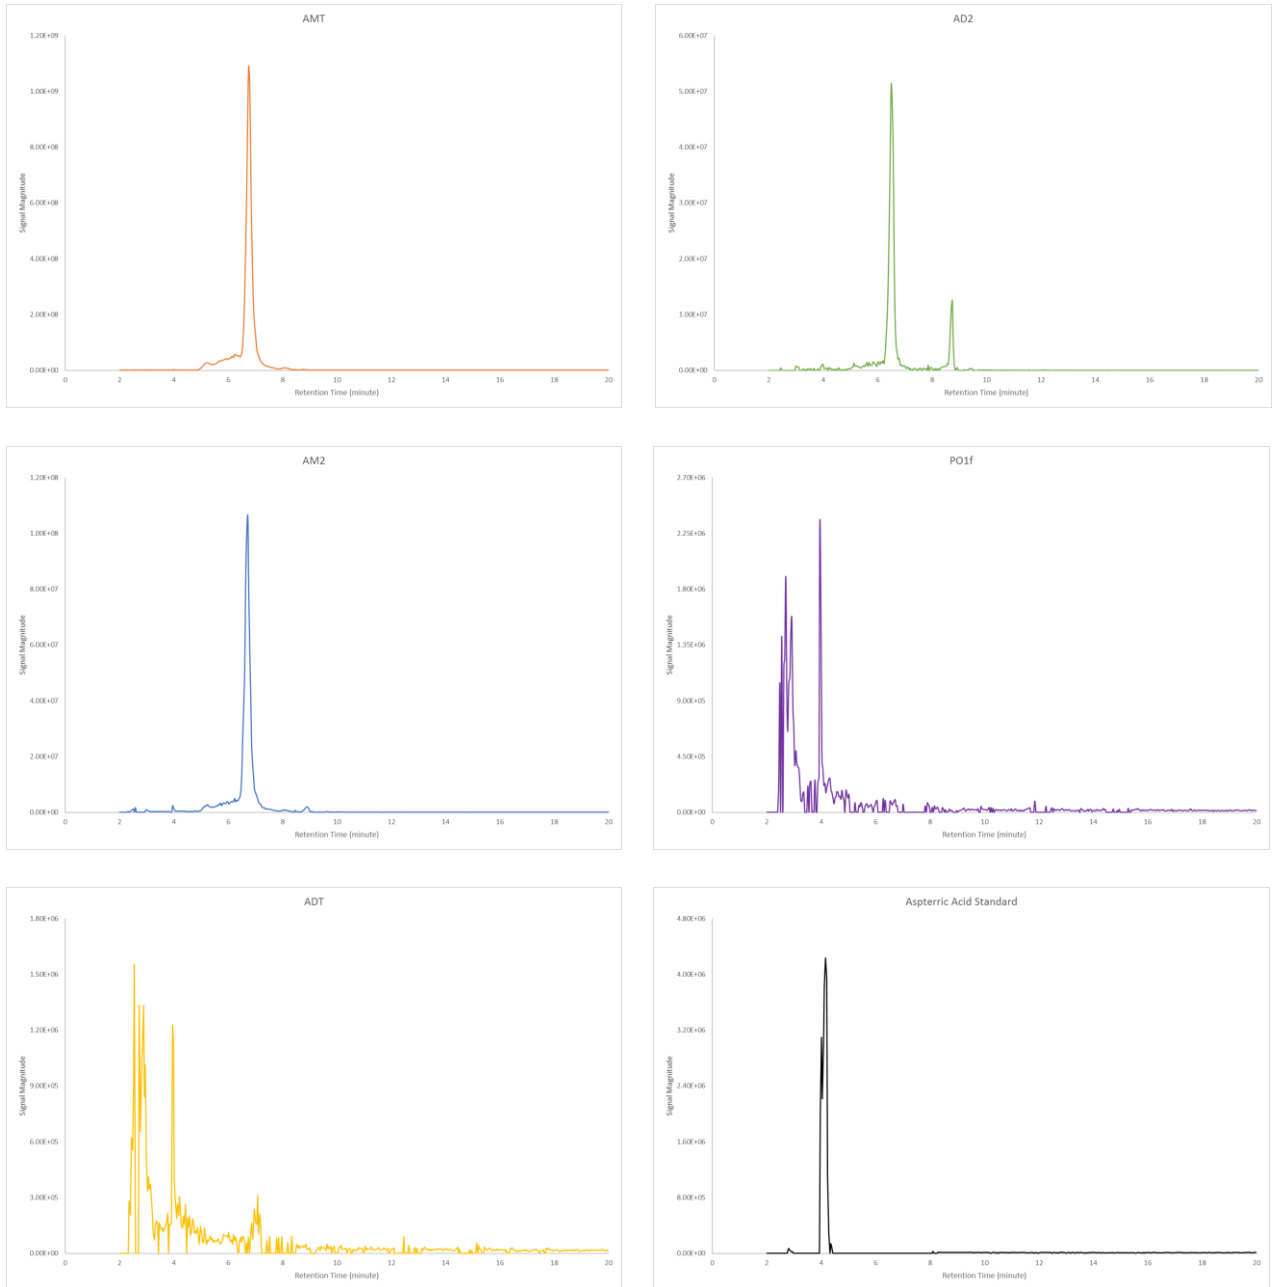 AMT
1.20E+09
1.00E+09
8.00E+08
6.00E+08
4.00E+08
2.00E+08
0.00E+00
Signal Magnitude
0 2 4 6 8 10 12 14 16 18 20
Retention Time (minute)
AD2
6.00E+07
5.00E+07
4.00E+07
3.00E+07
2.00E+07
1.00E+07
0.00E+00
Signal Magnitude
0 2 4 6 8 10 12 14 16 18 20
Retention Time (minute)
AM2
1.20E+08
1.00E+08
8.00E+07
6.00E+07
4.00E+07
2.00E+07
0.00E+00
Signal Magnitude
0 2 4 6 8 10 12 14 16 18 20
Retention Time (minute)
PO1f
2.70E+06
2.25E+06
1.80E+06
1.35E+06
9.00E+05
4.50E+05
0.00E+00
Signal Magnitude
0 2 4 6 8 10 12 14 16 18 20
Retention Time (minute)
ADT
1.80E+06
1.50E+06
1.20E+06
9.00E+05
6.00E+05
3.00E+05
0.00E+00
Signal Magnitude
0 2 4 6 8 10 12 14 16 18 20
Retention Time (minute)
Aspterric Acid Standard
4.80E+06
4.00E+06
3.20E+06
2.40E+06
1.60E+06
8.00E+05
0.00E+00
Signal Magnitude
0 2 4 6 8 10 12 14 16 18 20
Retention Time (minute)